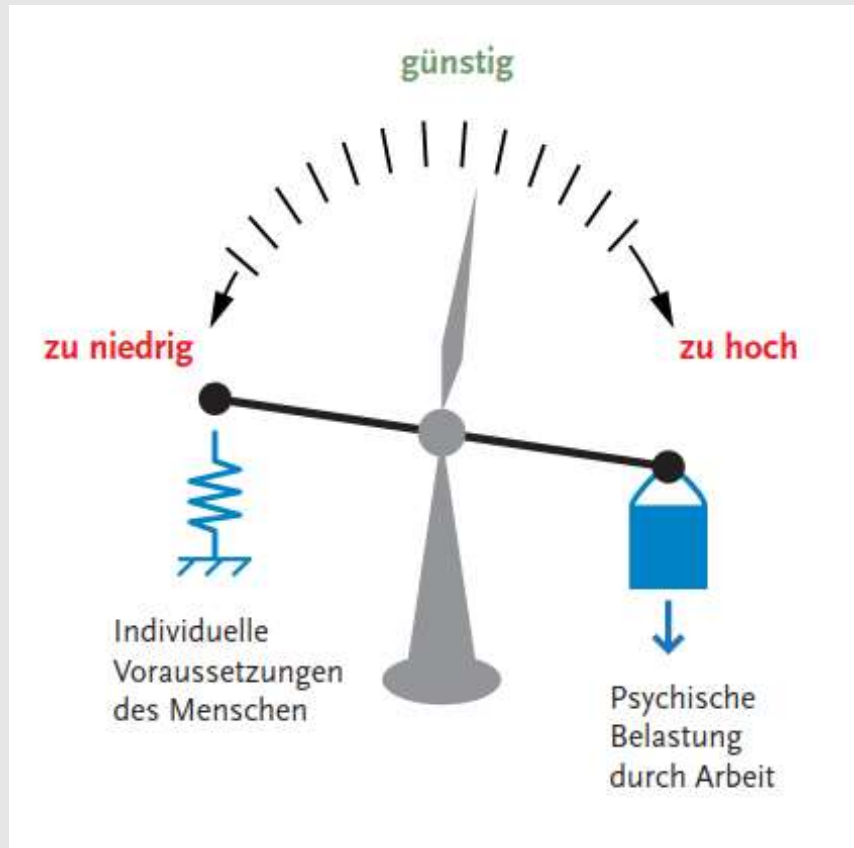 günstig
zu niedrig
zu hoch
Individuelle
Voraussetzungen
des Menschen
Psychische
Belastung
durch Arbeit